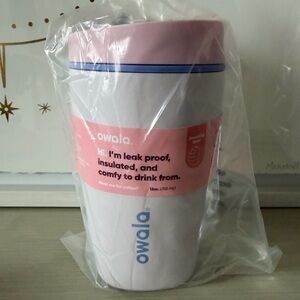 owala
Hi, I'm leak proof,
insulated, and
comfy to drink from.
owala